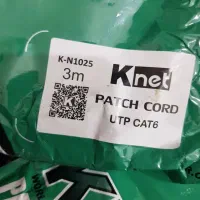 K-N1025
3m
Knet
PATCH CORD
UTP CAT6